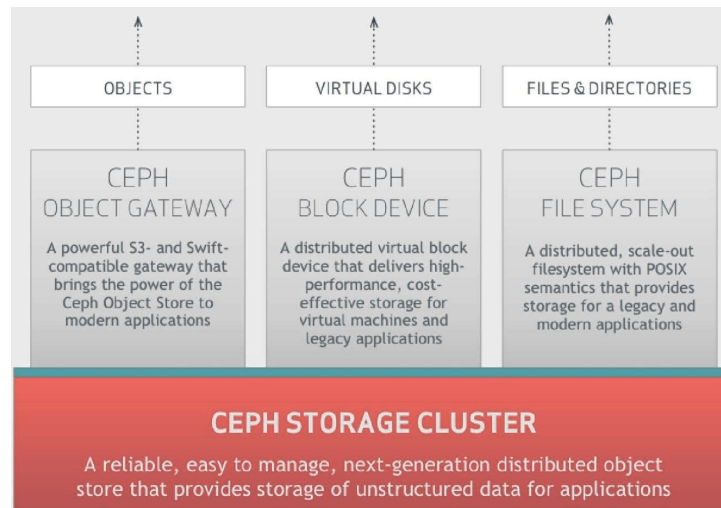 OBJECTS
VIRTUAL DISKS
FILES & DIRECTORIES
CEPH
OBJECT GATEWAY
A powerful S3- and Swift-
compatible gateway that
brings the power of the
Ceph Object Store to
modern applications
CEPH
BLOCK DEVICE
A distributed virtual block
device that delivers high-
performance, cost-
effective storage for
virtual machines and
legacy applications
CEPH
FILE SYSTEM
A distributed, scale-out
filesystem with POSIX
semantics that provides
storage for a legacy and
modern applications
CEPH STORAGE CLUSTER
A reliable, easy to manage, next-generation distributed object
store that provides storage of unstructured data for applications